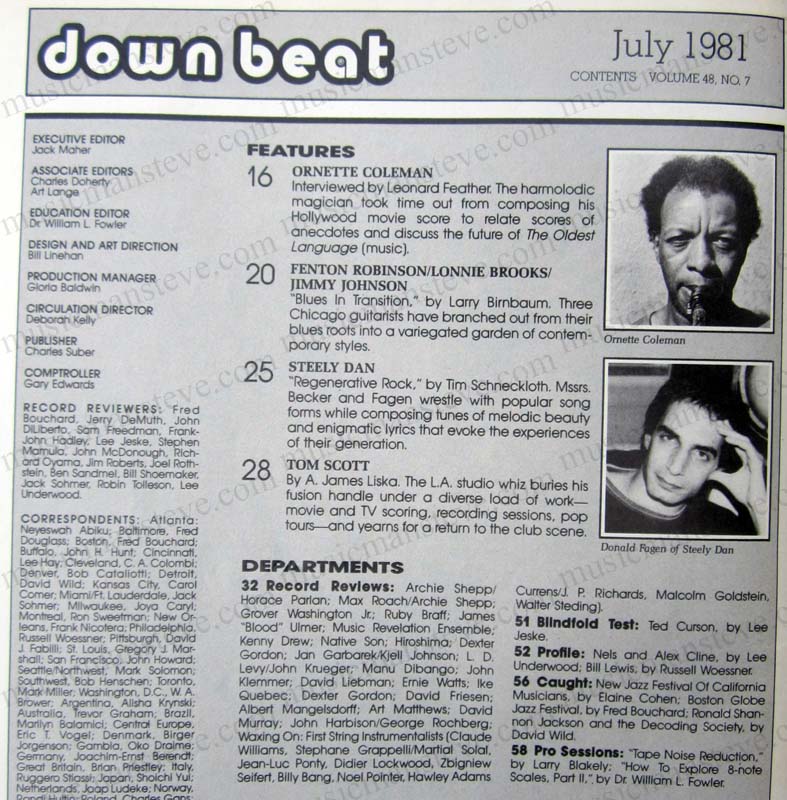 down beat
July 1981
CONTENTS VOLUME 48, NO. 7
EXECUTIVE EDITOR
Jack Maher
ASSOCIATE EDITORS
Charles Doherty
Art Lange
EDUCATION EDITOR
Dr. William L. Fowler
DESIGN AND ART DIRECTION
Bill Linehan
PRODUCTION MANAGER
Gloria Baldwin
CIRCULATION DIRECTOR
Deborah Kelly
PUBLISHER
Charles Suber
COMPTROLLER
Gary Edwards
RECORD REVIEWERS: Fred
Bouchard, Jerry DeMuth, John
DiLiberto, Sam Freedman, Frank-
John Hadley, Lee Jeske, Stephen
Mamula, John McDonough, Rich-
ard Oyama, Jim Roberts, Joel Roth-
stein, Ben Sandmel, Bill Shoemaker,
Jack Sohmer, Robin Tolleson, Lee
Underwood.
CORRESPONDENTS: Atlanta:
Neyeswah Abiku; Baltimore, Fred
Douglass; Boston, Fred Bouchard;
Buffalo, John H. Hunt; Cincinnati,
Lee Hay; Cleveland, C. A. Colombi;
Denver, Bob Cataliotti; Detroit,
David Wild; Kansas City, Carol
Comer; Miami/Ft. Lauderdale, Jack
Sohmer; Milwaukee, Joya Caryl;
Montreal, Ron Sweetman; New Or-
leans, Frank Nicotera; Philadelphia,
Russell Woessner; Pittsburgh, David
J. Fabilli; St. Louis, Gregory J. Mar-
shall; San Francisco, John Howard;
Seattle/Northwest, Mark Solomon;
Southwest, Bob Henschen; Toronto,
Mark Miller; Washington, D.C., W. A.
Brower; Argentina, Alisha Krynski;
Australia, Trevor Graham; Brazil,
Marilyn Balamici; Central Europe,
Eric T. Vogel; Denmark, Birger
Jorgenson; Gambia, Oko Draime;
Germany, Joachim-Ernst Berendt;
Great Britain, Brian Priestley; Italy,
Ruggero Stiassi; Japan, Shoichi Yui;
Netherlands, Jaap Ludeke; Norway,
Randi Hultin; Poland, Charles Gans;
FEATURES
16 ORNETTE COLEMAN
Interviewed by Leonard Feather. The harmolodic
magician took time out from composing his
Hollywood movie score to relate scores of
anecdotes and discuss the future of The Oldest
Language (music).
20 FENTON ROBINSON/LONNIE BROOKS/
JIMMY JOHNSON
"Blues In Transition," by Larry Birnbaum. Three
Chicago guitarists have branched out from their
blues roots into a variegated garden of contem-
porary styles.
25 STEELY DAN
"Regenerative Rock," by Tim Schneckloth. Mssrs.
Becker and Fagen wrestle with popular song
forms while composing tunes of melodic beauty
and enigmatic lyrics that evoke the experiences
of their generation.
28 TOM SCOTT
By A. James Liska. The L.A. studio whiz buries his
fusion handle under a diverse load of work—
movie and TV scoring, recording sessions, pop
tours—and yearns for a return to the club scene.
Ornette Coleman
Donald Fagen of Steely Dan
DEPARTMENTS
32 Record Reviews: Archie Shepp/
Horace Parlan; Max Roach/Archie Shepp;
Grover Washington Jr.; Ruby Braff; James
"Blood" Ulmer; Music Revelation Ensemble;
Kenny Drew; Native Son; Hiroshima; Dexter
Gordon; Jan Garbarek/Kjell Johnson; L. D.
Levy/John Krueger; Manu Dibango; John
Klemmer; David Liebman; Ernie Watts; Ike
Quebec; Dexter Gordon; David Friesen;
Albert Mangelsdorff; Art Matthews; David
Murray; John Harbison/George Rochberg;
Waxing On: First String Instrumentalists (Claude
Williams, Stephane Grappelli/Martial Solal,
Jean-Luc Ponty, Didier Lockwood, Zbigniew
Seifert, Billy Bang, Noel Pointer, Hawley Adams
Currens/J. P. Richards, Malcolm Goldstein,
Walter Steding).
51 Blindfold Test: Ted Curson, by Lee
Jeske.
52 Profile: Nels and Alex Cline, by Lee
Underwood; Bill Lewis, by Russell Woessner.
56 Caught: New Jazz Festival Of California
Musicians, by Elaine Cohen; Boston Globe
Jazz Festival, by Fred Bouchard; Ronald Shan-
non Jackson and the Decoding Society, by
David Wild.
58 Pro Sessions: "Tape Noise Reduction,"
by Larry Blakely; "How To Explore 8-note
Scales, Part II," by Dr. William L. Fowler.
musicmansteve.com